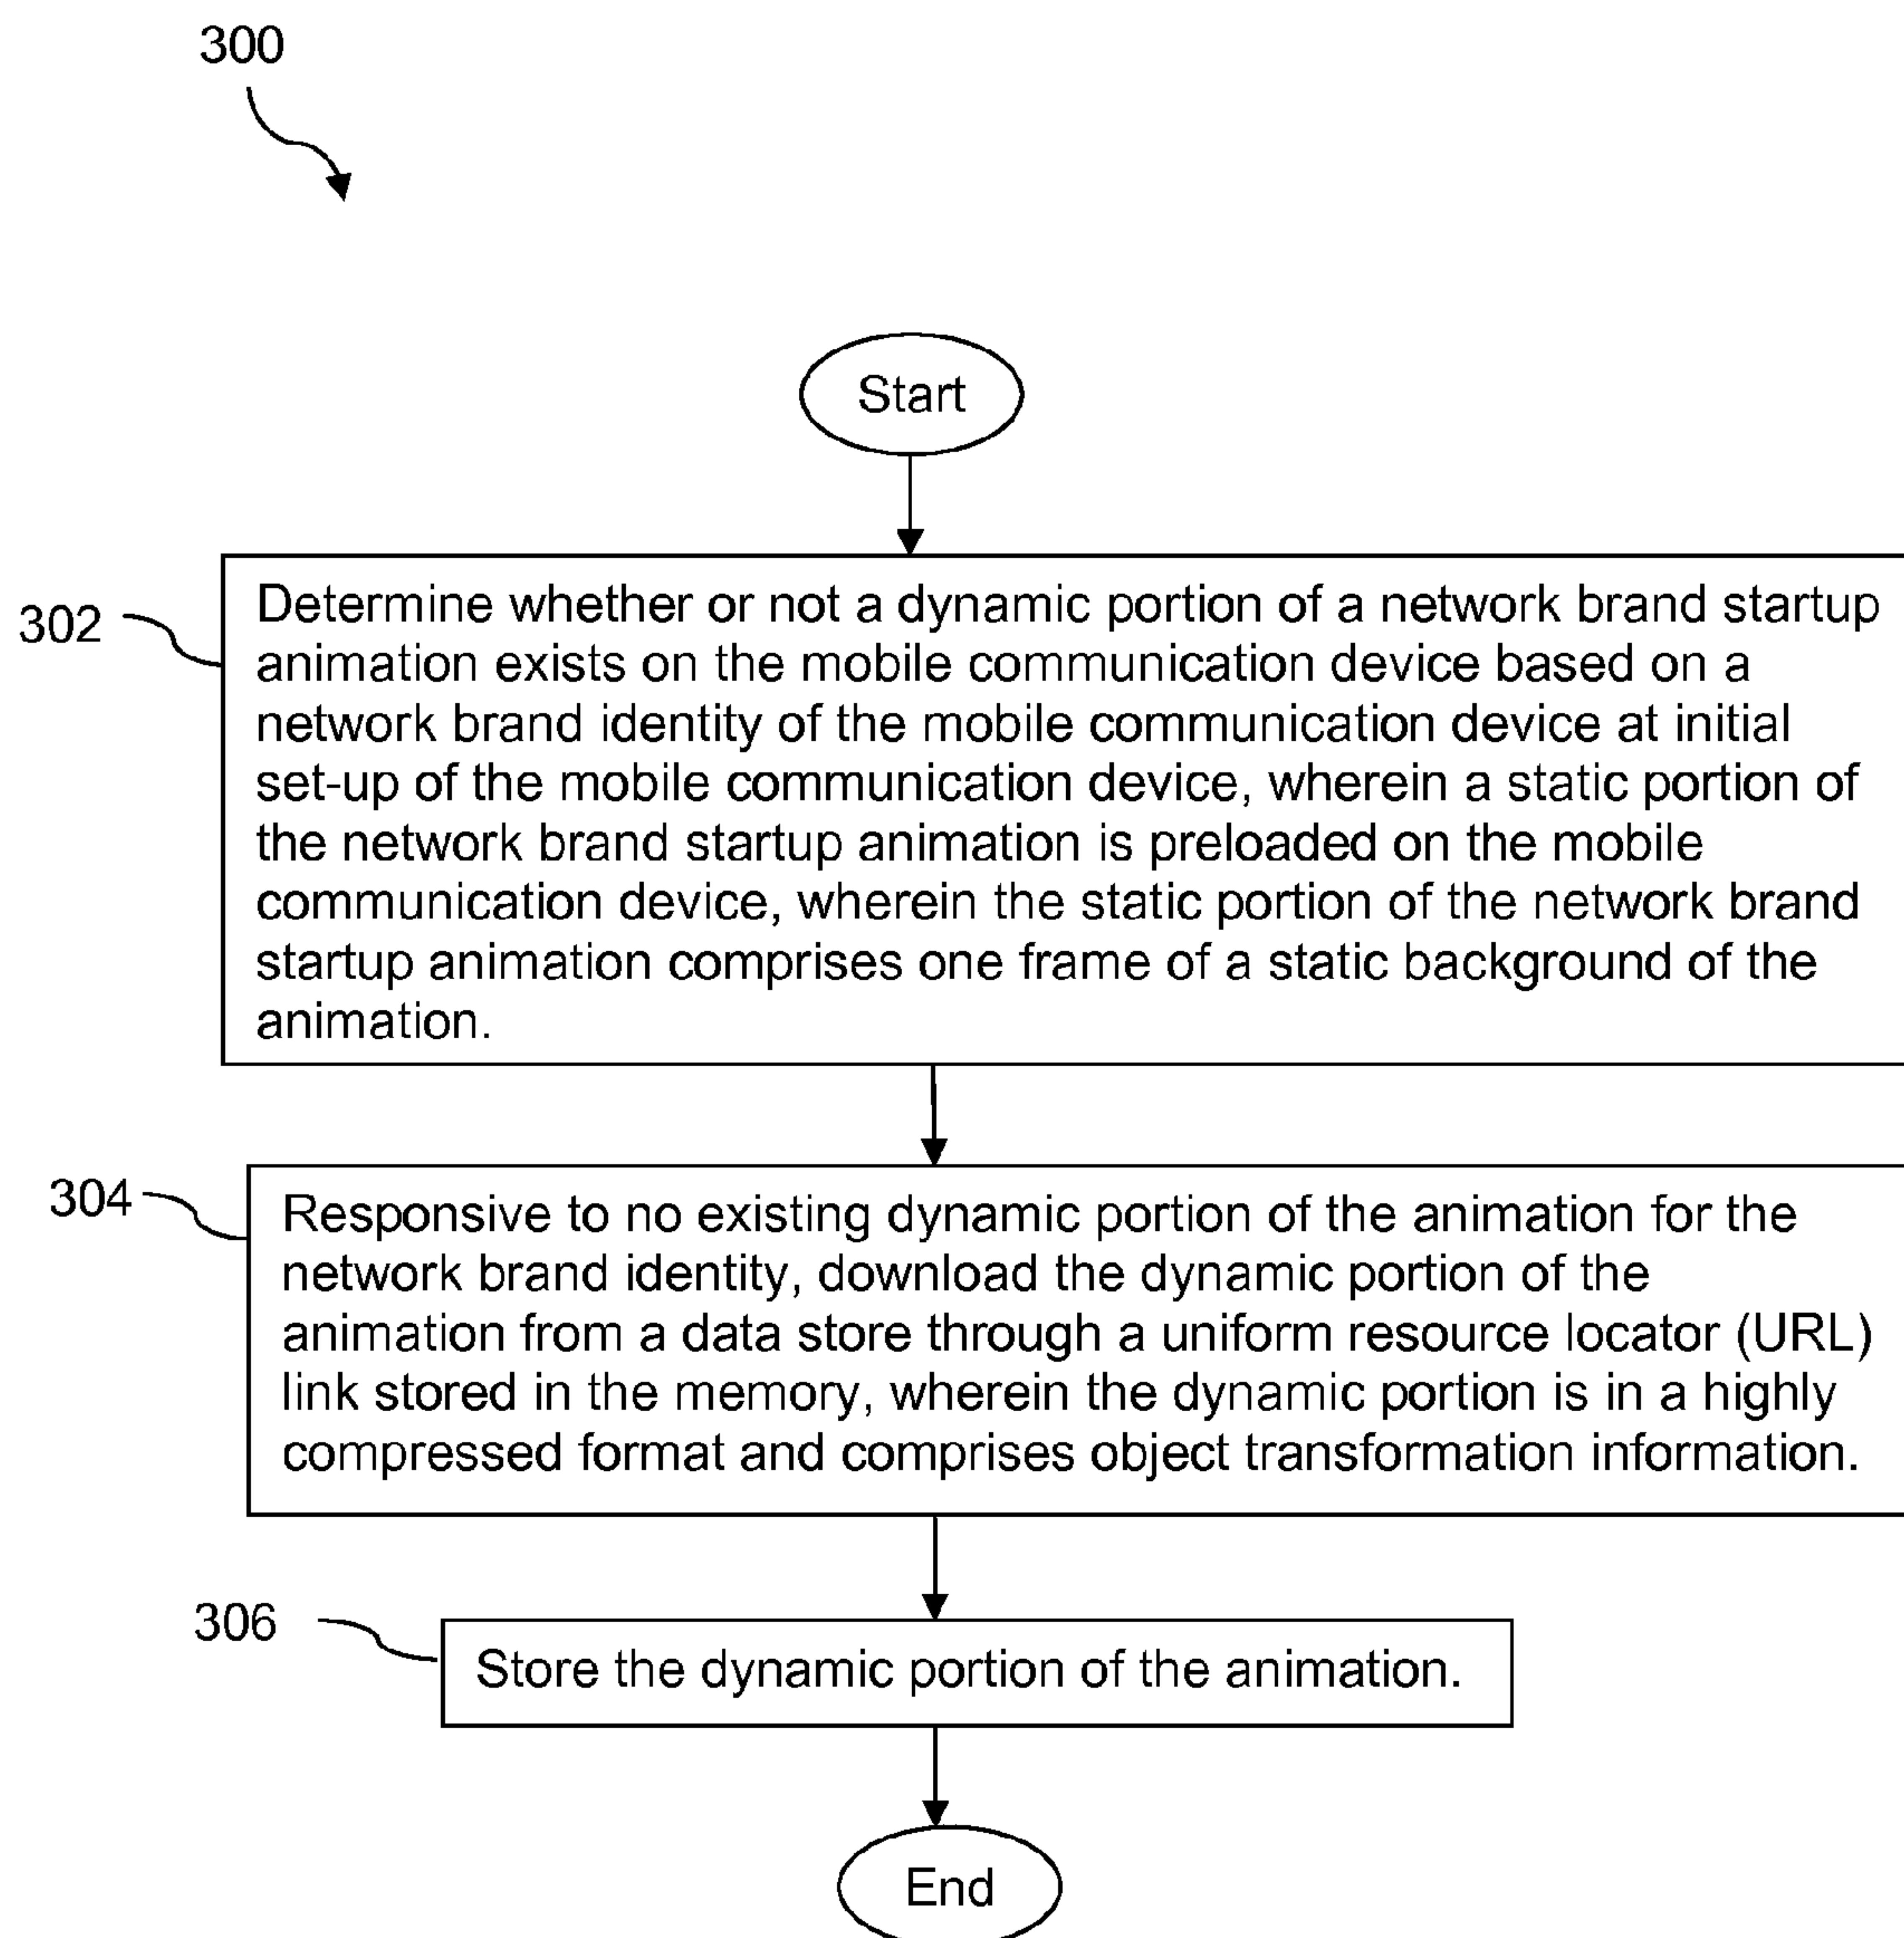 300
Start
302
Determine whether or not a dynamic portion of a network brand startup
animation exists on the mobile communication device based on a
network brand identity of the mobile communication device at initial
set-up of the mobile communication device, wherein a static portion of
the network brand startup animation is preloaded on the mobile
communication device, wherein the static portion of the network brand
startup animation comprises one frame of a static background of the
animation.
304
Responsive to no existing dynamic portion of the animation for the
network brand identity, download the dynamic portion of the
animation from a data store through a uniform resource locator (URL)
link stored in the memory, wherein the dynamic portion is in a highly
compressed format and comprises object transformation information.
306
Store the dynamic portion of the animation.
End